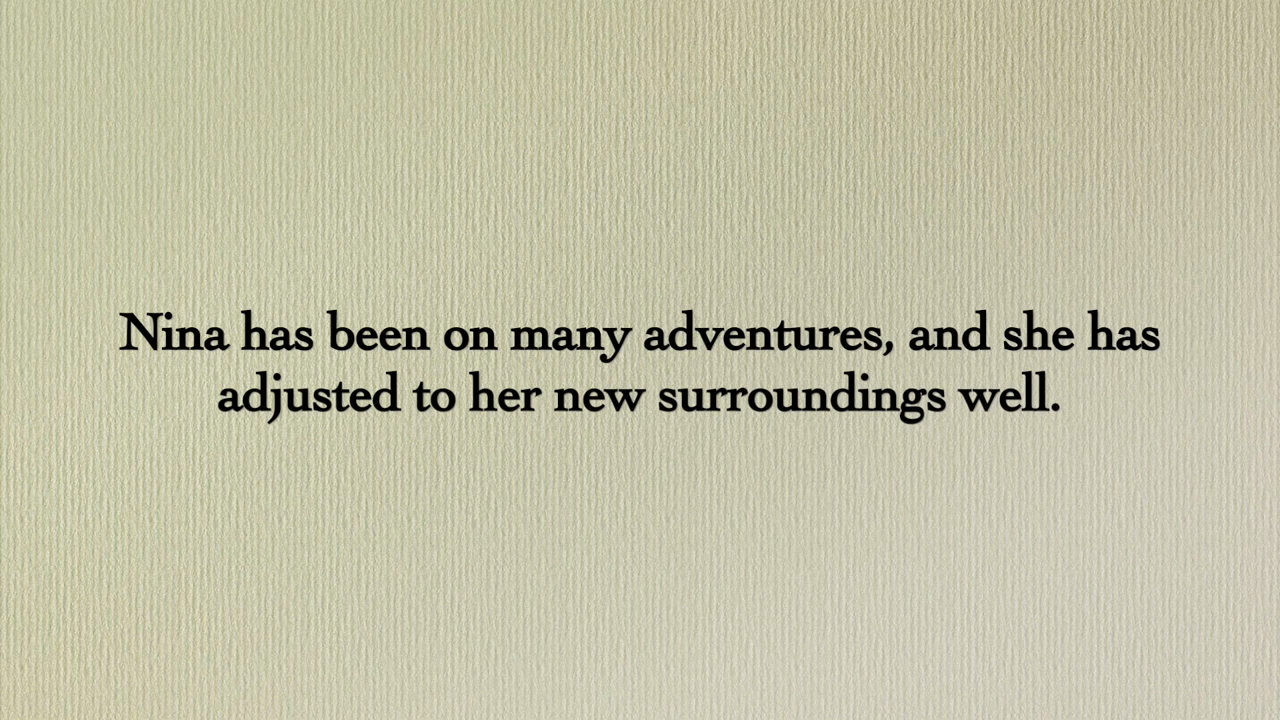 Nina has been on many adventures, and she has
adjusted to her new surroundings well.